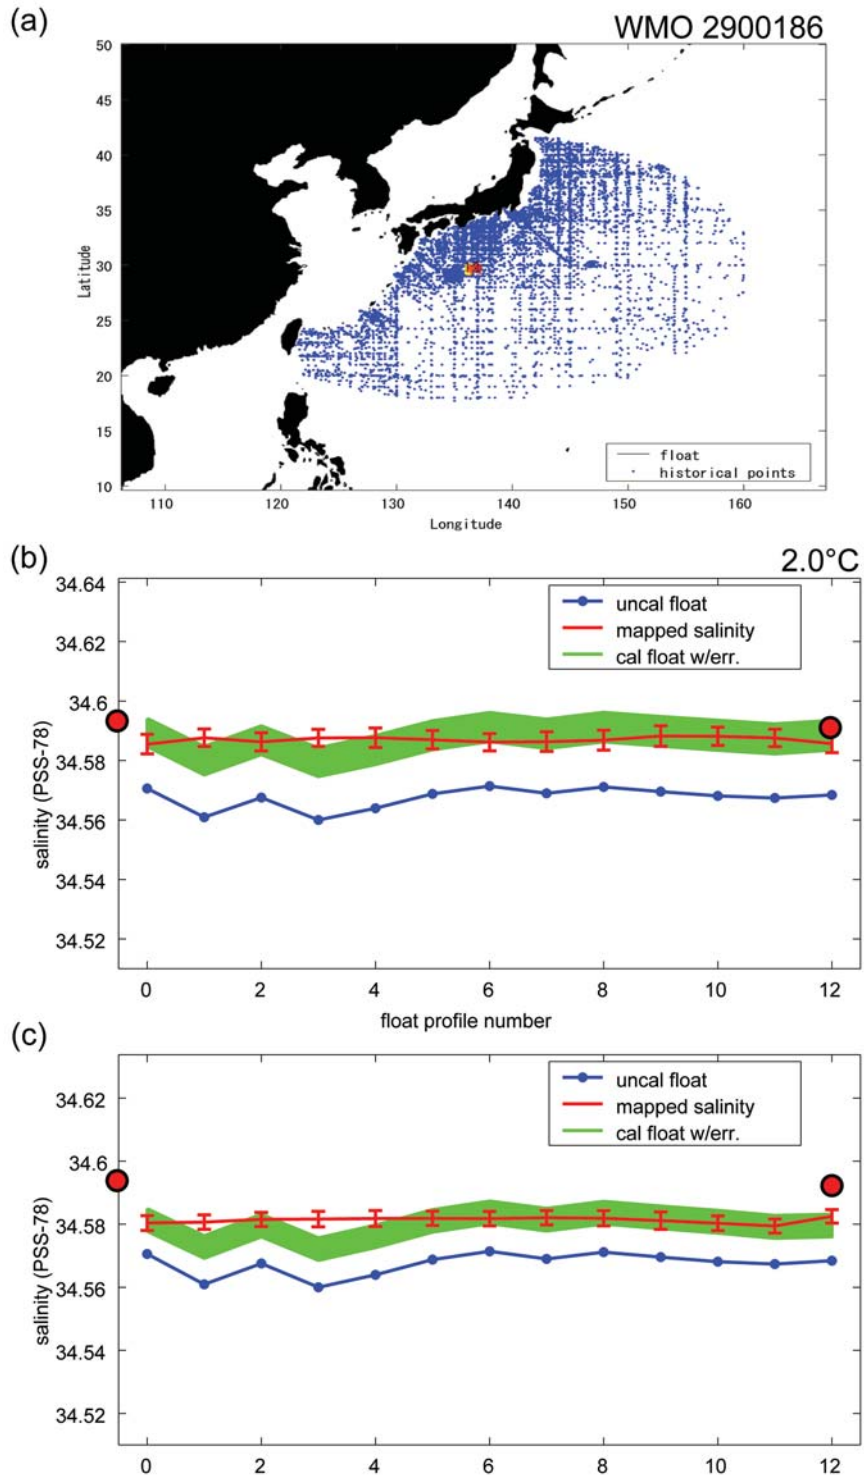 (a)
WMO 2900186
50
45
40
35
30
25
20
15
10
Latitude
float
historical points
110 120 130 140 150 160
Longitude
(b)
2.0°C
34.64
34.62
34.6
34.58
34.56
34.54
34.52
salinity (PSS-78)
uncal float
mapped salinity
cal float w/err.
0 2 4 6 8 10 12
float profile number
(c)
34.62
34.6
34.58
34.56
34.54
34.52
salinity (PSS-78)
uncal float
mapped salinity
cal float w/err.
0 2 4 6 8 10 12